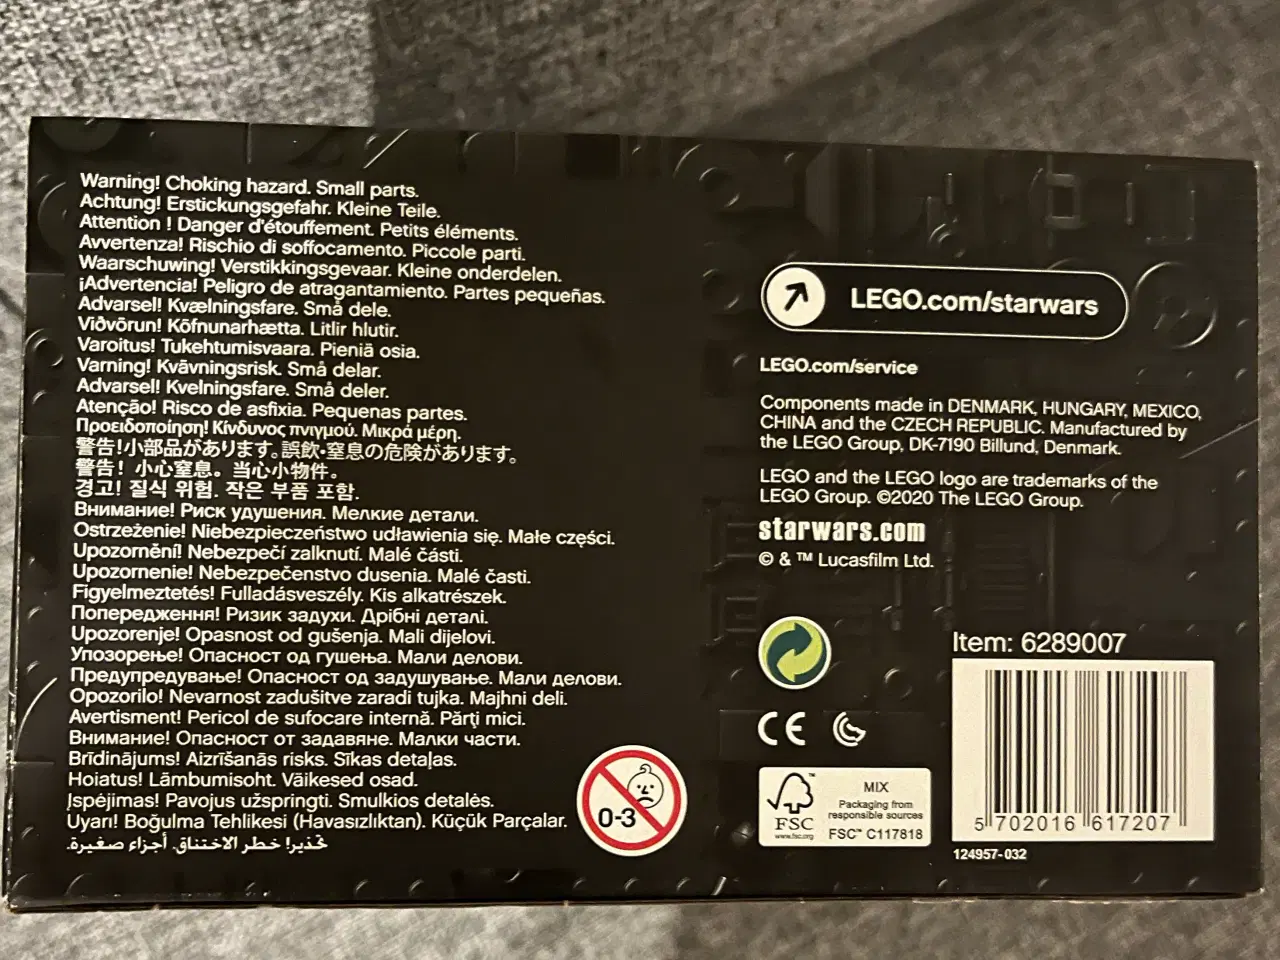 Warning! Choking hazard. Small parts.
Achtung! Erstickungsgefahr. Kleine Teile.
Attention ! Danger d'étouffement. Petits éléments.
Avvertenza! Rischio di soffocamento. Piccole parti.
Waarschuwing! Verstikkingsgevaar. Kleine onderdelen.
¡Advertencia! Peligro de atragantamiento. Partes pequeñas.
Advarsel! Kvælningsfare. Små dele.
Viðvörun! Köfnunarhætta. Litlir hlutir.
Varoitus! Tukehtumisvaara. Pieniä osia.
Varning! Kvävningsrisk. Små delar.
Advarsel! Kvelningsfare. Små deler.
Atenção! Risco de asfixia. Pequenas partes.
Προειδοποίηση! Κίνδυνος πνιγμού. Μικρά μέρη.
警告!小部品があります。誤飲・窒息の危険があります。
警告！小心窒息。当心小物件。
경고! 질식 위험. 작은 부품 포함.
Внимание! Риск удушения. Мелкие детали.
Ostrzeżenie! Niebezpieczeństwo udławienia się. Małe części.
Upozornění! Nebezpečí zalknutí. Malé části.
Upozornenie! Nebezpečenstvo dusenia. Malé časti.
Figyelmeztetés! Fulladásveszély. Kis alkatrészek.
Попередження! Ризик задухи. Дрібні деталі.
Upozorenje! Opasnost od gušenja. Mali dijelovi.
Упозорење! Опасност од гушења. Мали делови.
Предупредување! Опасност од задушување. Мали делови.
Opozorilo! Nevarnost zadušitve zaradi tujka. Majhni deli.
Avertisment! Pericol de sufocare internă. Părţi mici.
Внимание! Опасност от задавяне. Малки части.
Brīdinājums! Aizrīšanās risks. Sīkas detaļas.
Hoiatus! Lämbumisoht. Väikesed osad.
Įspėjimas! Pavojus užspringti. Smulkios detalės.
Uyarı! Boğulma Tehlikesi (Havasızlıktan). Küçük Parçalar.
تحذير! خطر الاختناق. أجزاء صغيرة.
0-3
LEGO.com/starwars
LEGO.com/service
Components made in DENMARK, HUNGARY, MEXICO,
CHINA and the CZECH REPUBLIC. Manufactured by
the LEGO Group, DK-7190 Billund, Denmark.
LEGO and the LEGO logo are trademarks of the
LEGO Group. ©2020 The LEGO Group.
starwars.com
© & ™ Lucasfilm Ltd.
CE
FSC™
www.fsc.org
MIX
Packaging from
responsible sources
FSC™ C117818
Item: 6289007
5 702016 617207
124957-032